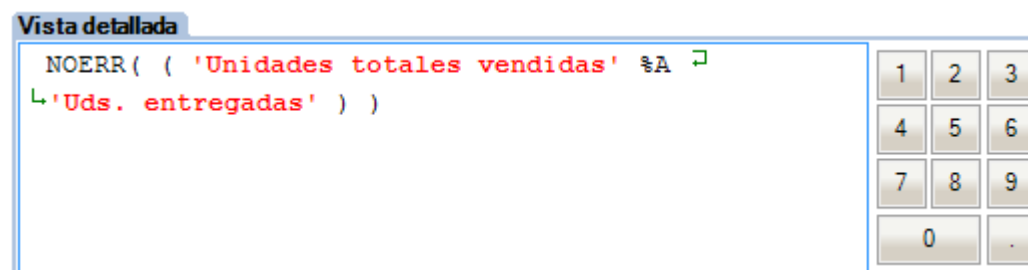 Vista detallada
NOERR( ( 'Unidades totales vendidas' %A
'Uds. entregadas' ) )
1 2 3
4 5 6
7 8 9
0 .